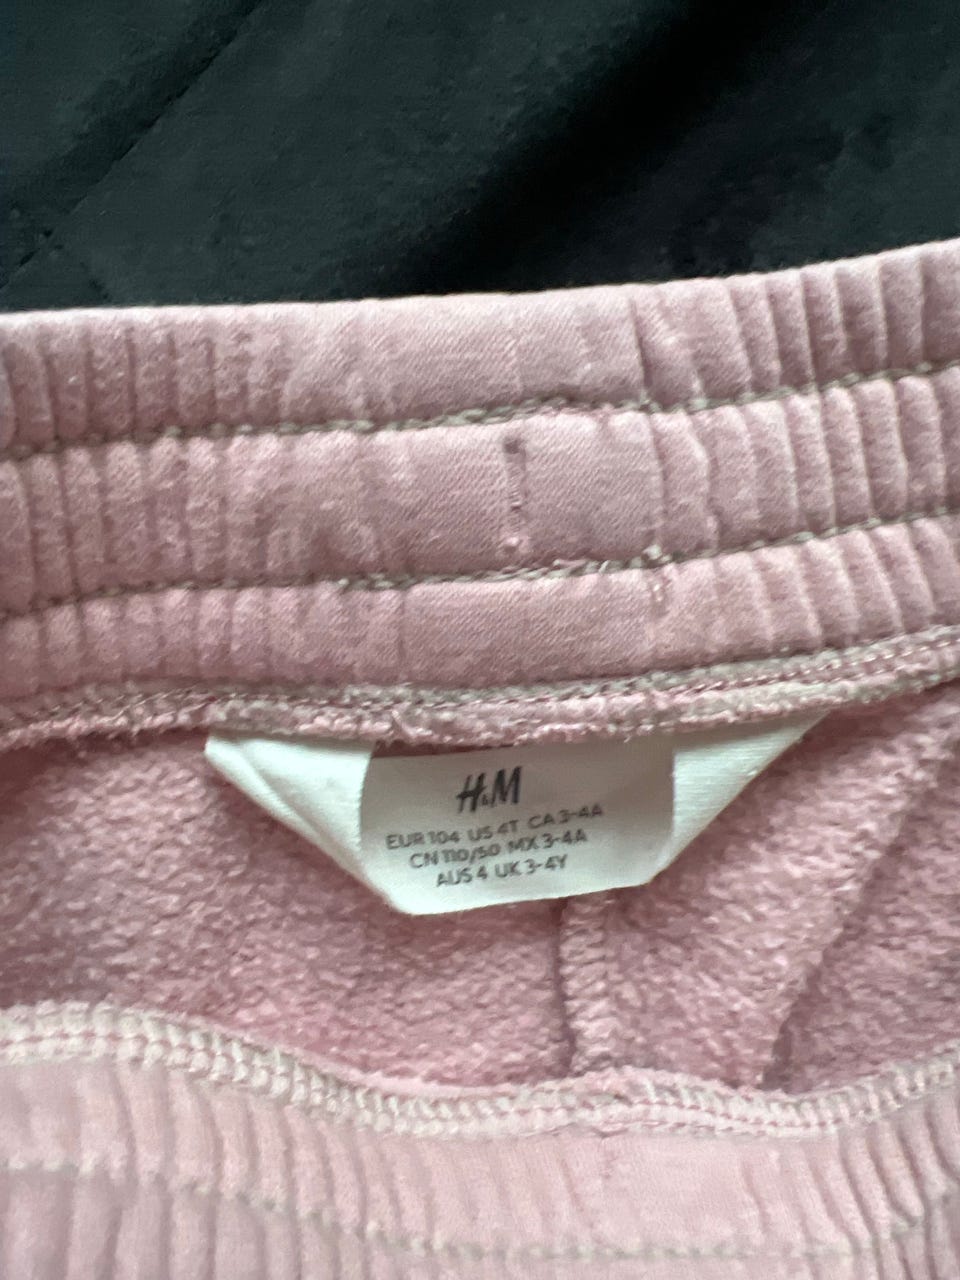 H&M
EUR 104 US 4T CA 3-4A
CN 110/50 MX 3-4A
AUS 4 UK 3-4Y